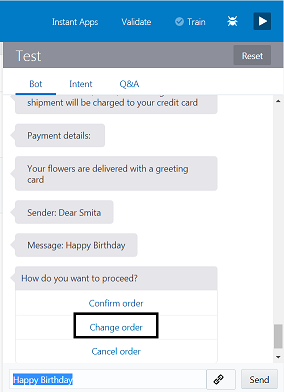 Instant Apps Validate Train
Test Reset
Bot Intent Q&A
shipment will be charged to your credit card
Payment details:
Your flowers are delivered with a greeting
card
Sender: Dear Smita
Message: Happy Birthday
How do you want to proceed?
Confirm order
Change order
Cancel order
Happy Birthday Send